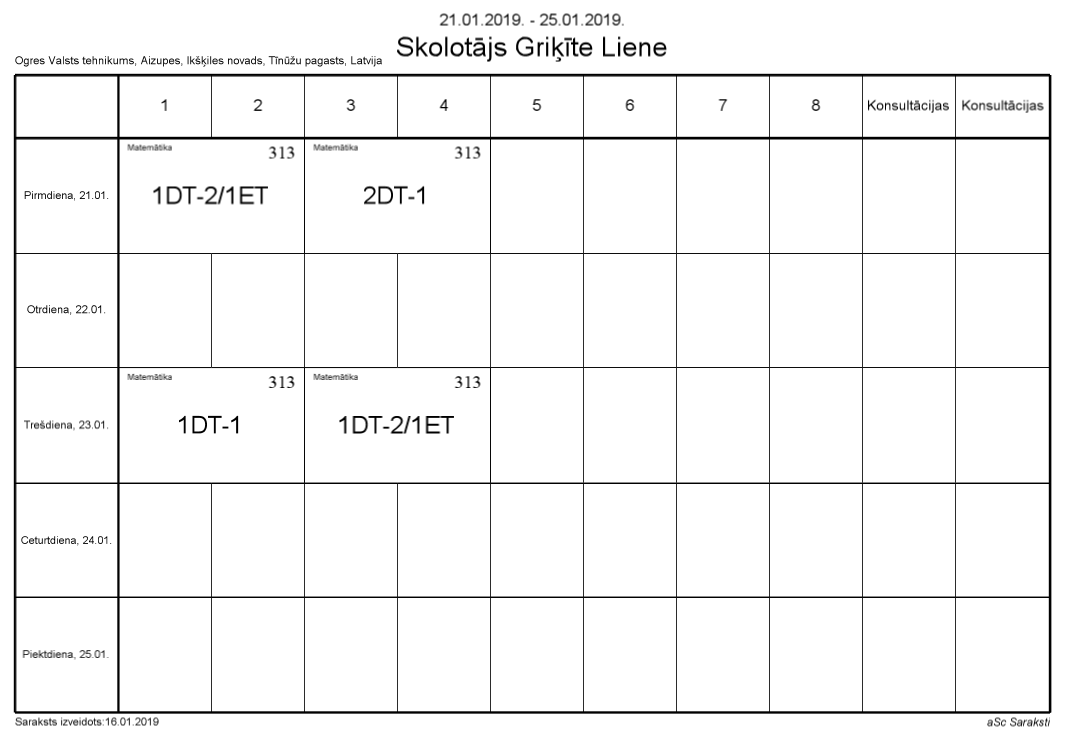 21.01.2019. - 25.01.2019.
Skolotājs Griķīte Liene
Ogres Valsts tehnikums, Aizupes, Ikšķiles novads, Tīnūžu pagasts, Latvija
1 2 3 4 5 6 7 8 Konsultācijas Konsultācijas
Matemātika 313 Matemātika 313
Pirmdiena, 21.01. 1DT-2/1ET 2DT-1
Otrdiena, 22.01.
Matemātika 313 Matemātika 313
Trešdiena, 23.01. 1DT-1 1DT-2/1ET
Ceturtdiena, 24.01.
Piektdiena, 25.01.
Saraksts izveidots:16.01.2019 aSc Saraksti